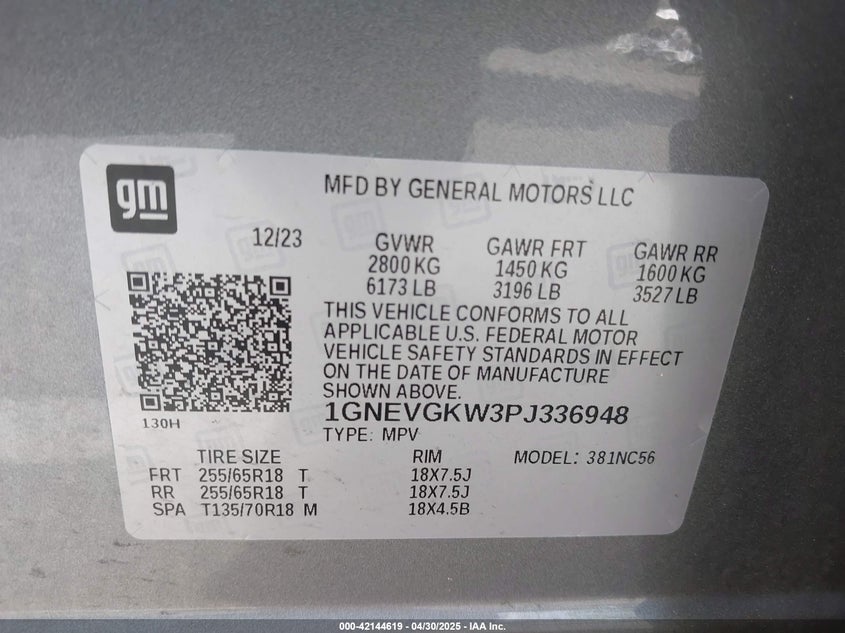 gm
MFD BY GENERAL MOTORS LLC
12/23
GVWR GAWR FRT GAWR RR
2800 KG 1450 KG 1600 KG
6173 LB 3196 LB 3527 LB
THIS VEHICLE CONFORMS TO ALL
APPLICABLE U.S. FEDERAL MOTOR
VEHICLE SAFETY STANDARDS IN EFFECT
ON THE DATE OF MANUFACTURE
SHOWN ABOVE.
130H
1GNEVGKW3PJ336948
TYPE: MPV
TIRE SIZE RIM MODEL: 381NC56
FRT 255/65R18 T 18X7.5J
RR 255/65R18 T 18X7.5J
SPA T135/70R18 M 18X4.5B
000-42144619 - 04/30/2025 - IAA Inc.